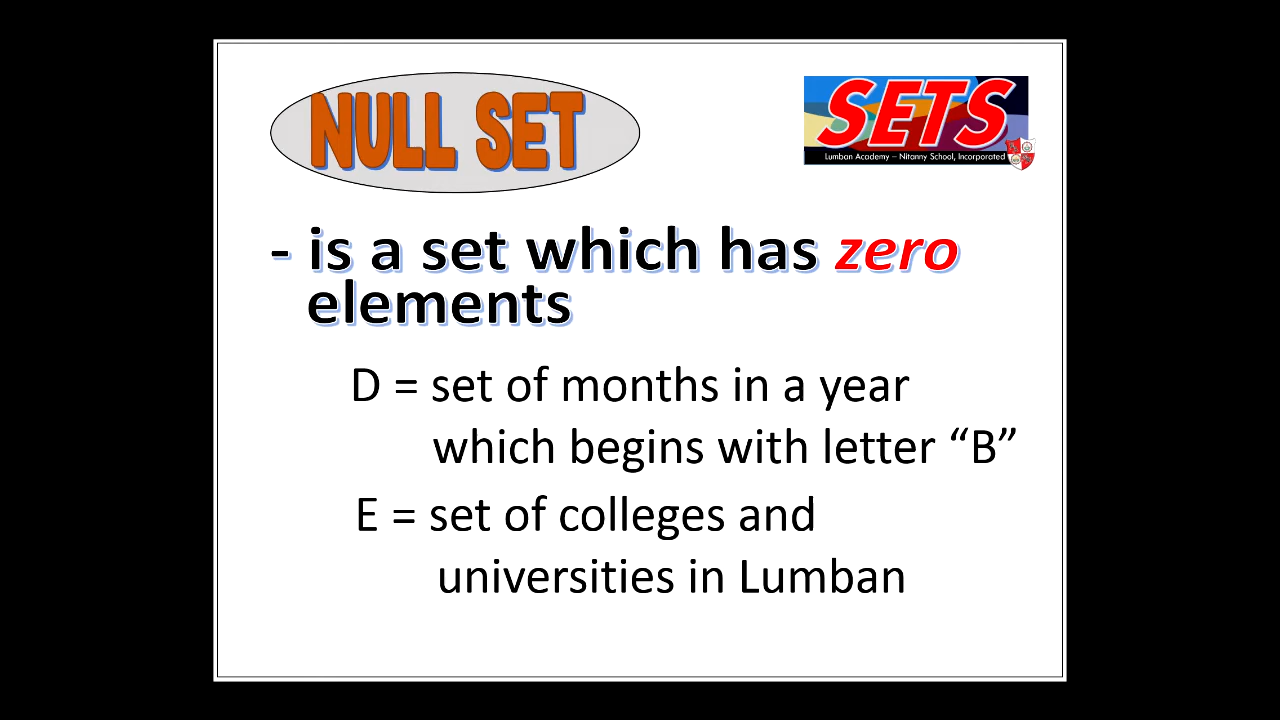 NULL SET
SETS
Lumban Academy – Nitanny School, Incorporated
- is a set which has zero
elements
D = set of months in a year
which begins with letter “B”
E = set of colleges and
universities in Lumban